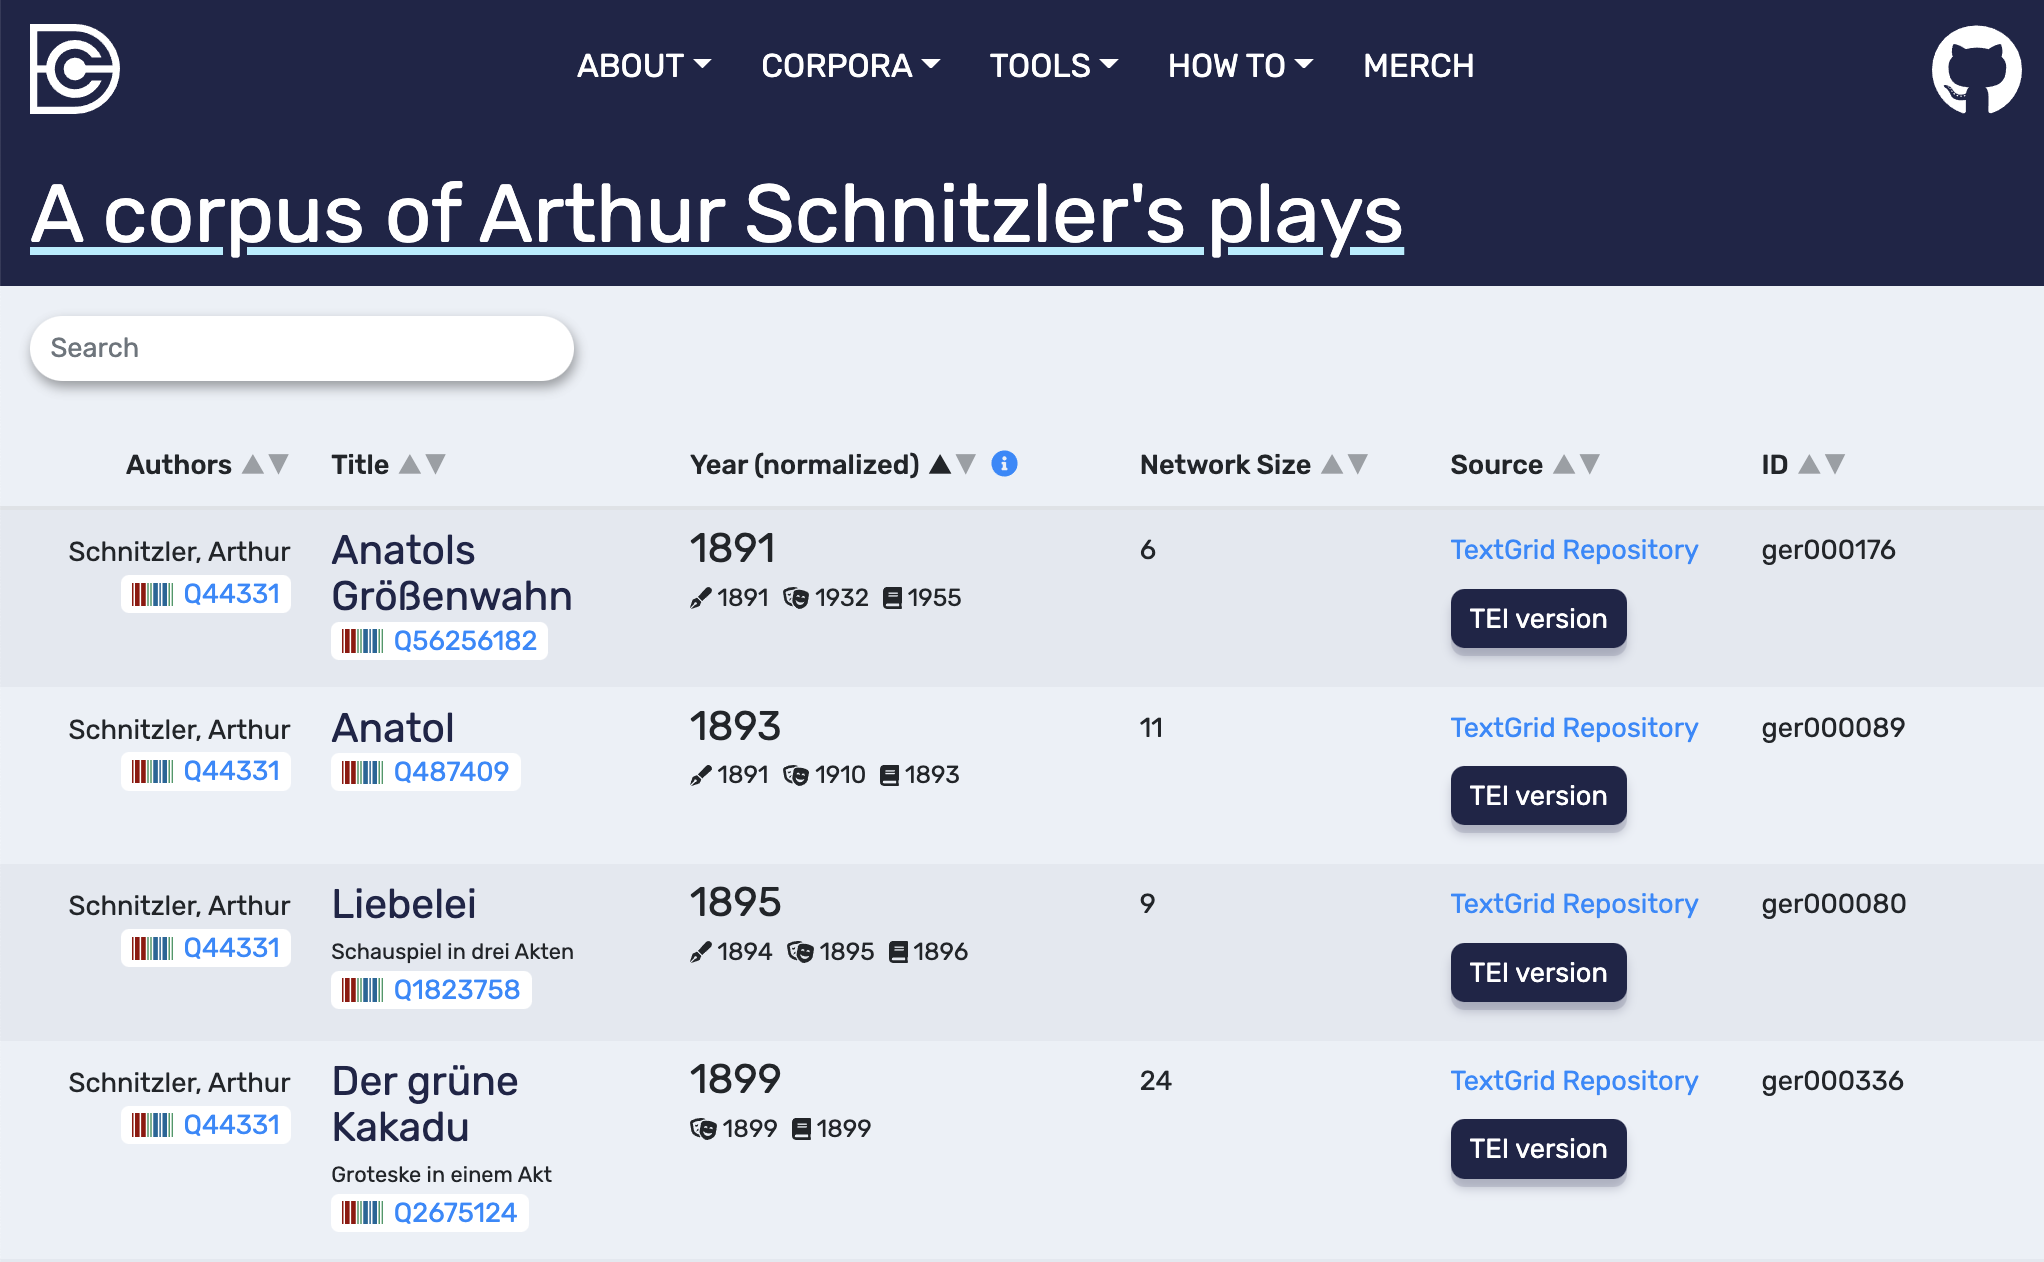 ABOUT CORPORA TOOLS HOW TO MERCH
A corpus of Arthur Schnitzler's plays
Search
Authors Title Year (normalized) Network Size Source ID
Schnitzler, Arthur
Q44331
Anatols
Größenwahn
Q56256182
1891
1891 1932 1955
6
TextGrid Repository
TEI version
ger000176
Schnitzler, Arthur
Q44331
Anatol
Q487409
1893
1891 1910 1893
11
TextGrid Repository
TEI version
ger000089
Schnitzler, Arthur
Q44331
Liebelei
Schauspiel in drei Akten
Q1823758
1895
1894 1895 1896
9
TextGrid Repository
TEI version
ger000080
Schnitzler, Arthur
Q44331
Der grüne
Kakadu
Groteske in einem Akt
Q2675124
1899
1899 1899
24
TextGrid Repository
TEI version
ger000336